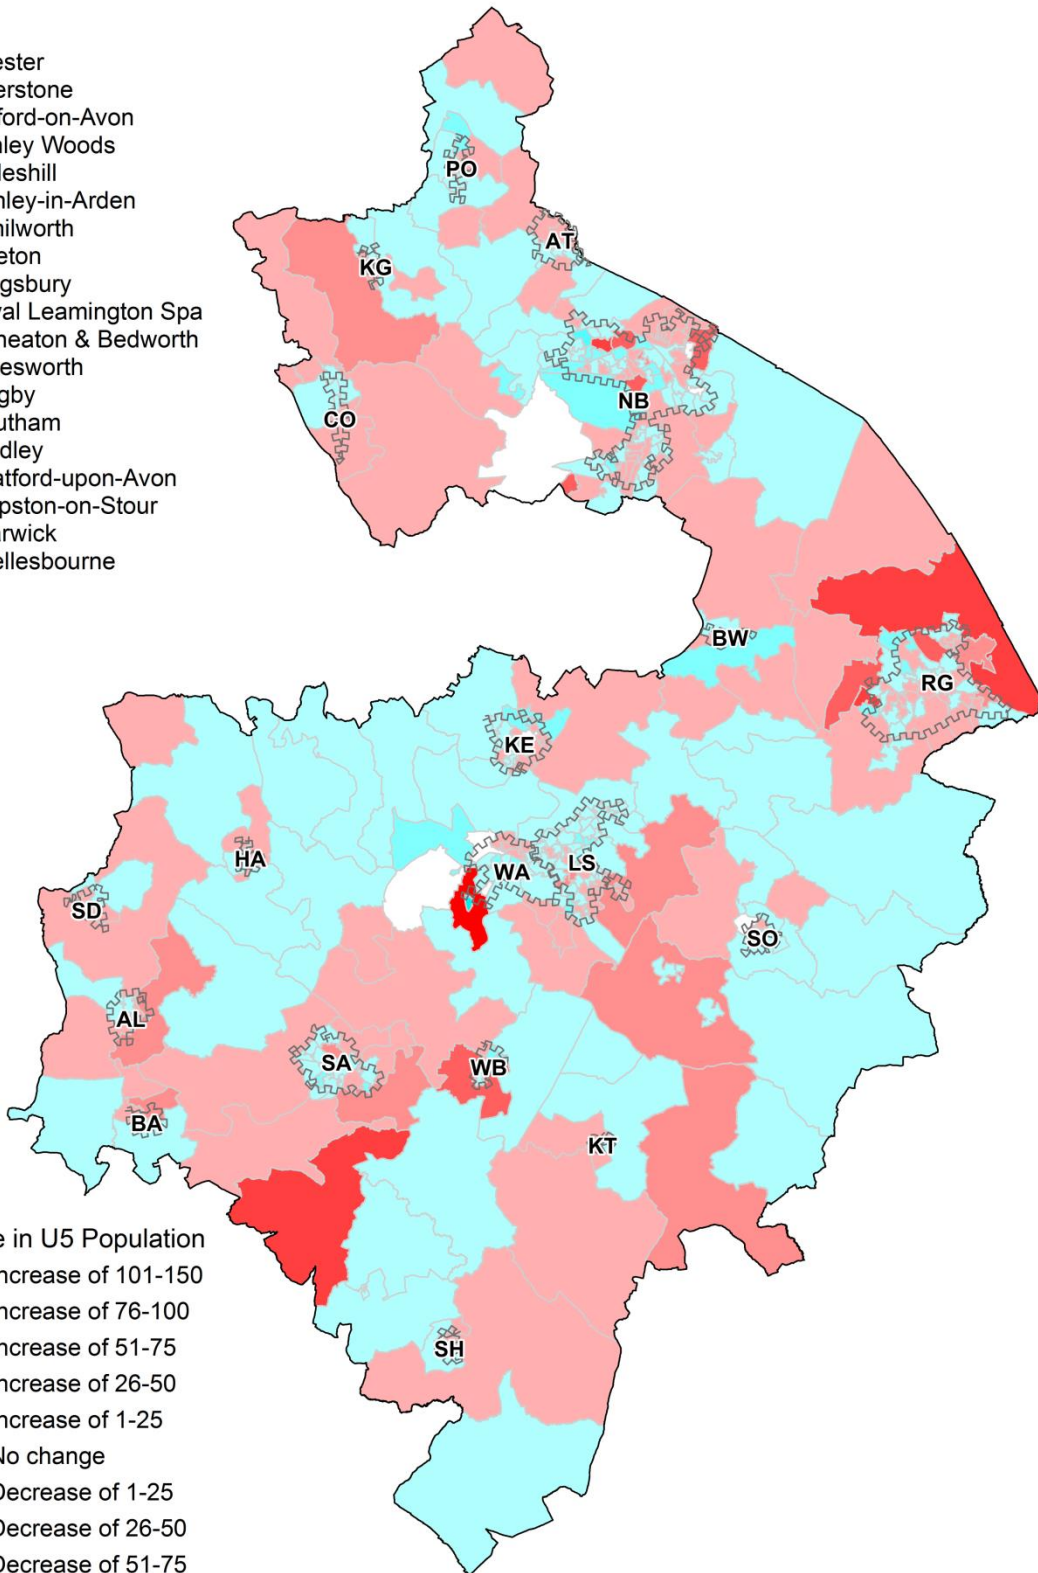 ester
erstone
ford-on-Avon
nley Woods
leshill
nley-in-Arden
nilworth
eton
gsbury
yal Leamington Spa
neaton & Bedworth
lesworth
gby
utham
dley
atford-upon-Avon
pston-on-Stour
arwick
ellesbourne
PO
AT
KG
NB
CO
BW
RG
KE
HA
WA
LS
SD
SO
AL
SA
WB
BA
KT
SH
e in U5 Population
ncrease of 101-150
ncrease of 76-100
ncrease of 51-75
ncrease of 26-50
ncrease of 1-25
No change
Decrease of 1-25
Decrease of 26-50
Decrease of 51-75